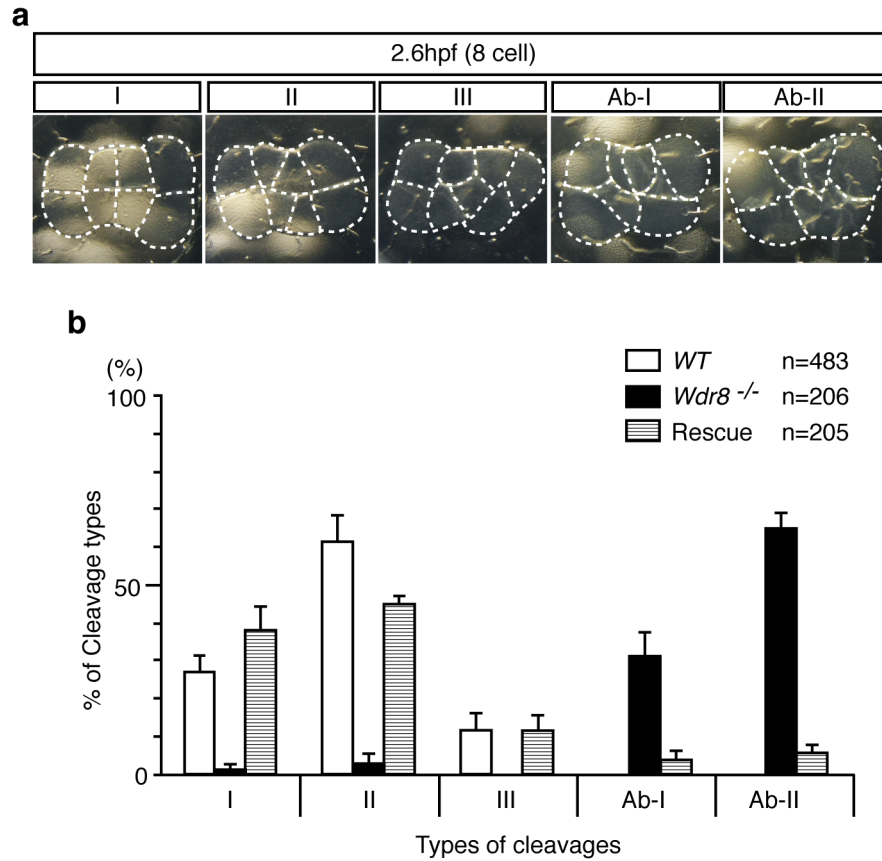 a
2.6hpf (8 cell)
I II III Ab-I Ab-II
b
(%)
100
50
0
% of Cleavage types
WT n=483
Wdr8 -/- n=206
Rescue n=205
I II III Ab-I Ab-II
Types of cleavages